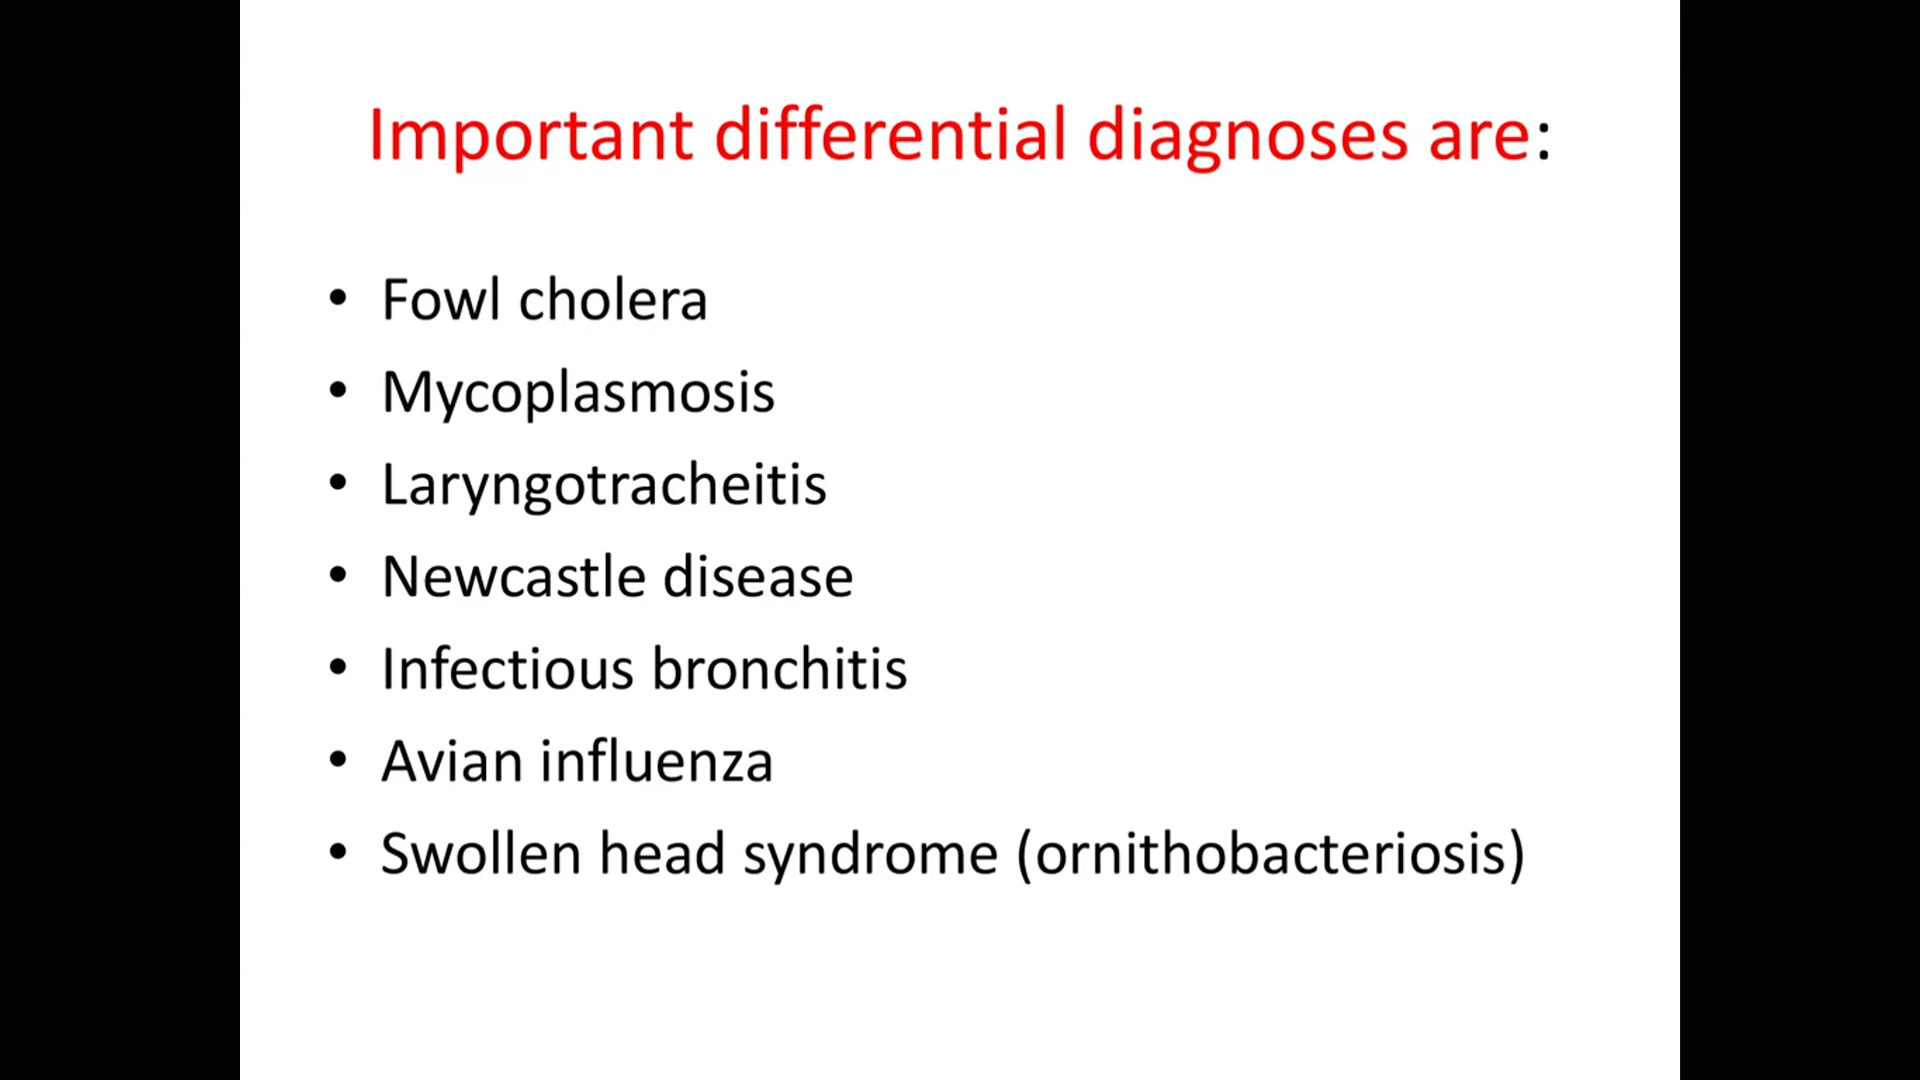 Important differential diagnoses are:
• Fowl cholera
• Mycoplasmosis
• Laryngotracheitis
• Newcastle disease
• Infectious bronchitis
• Avian influenza
• Swollen head syndrome (ornithobacteriosis)